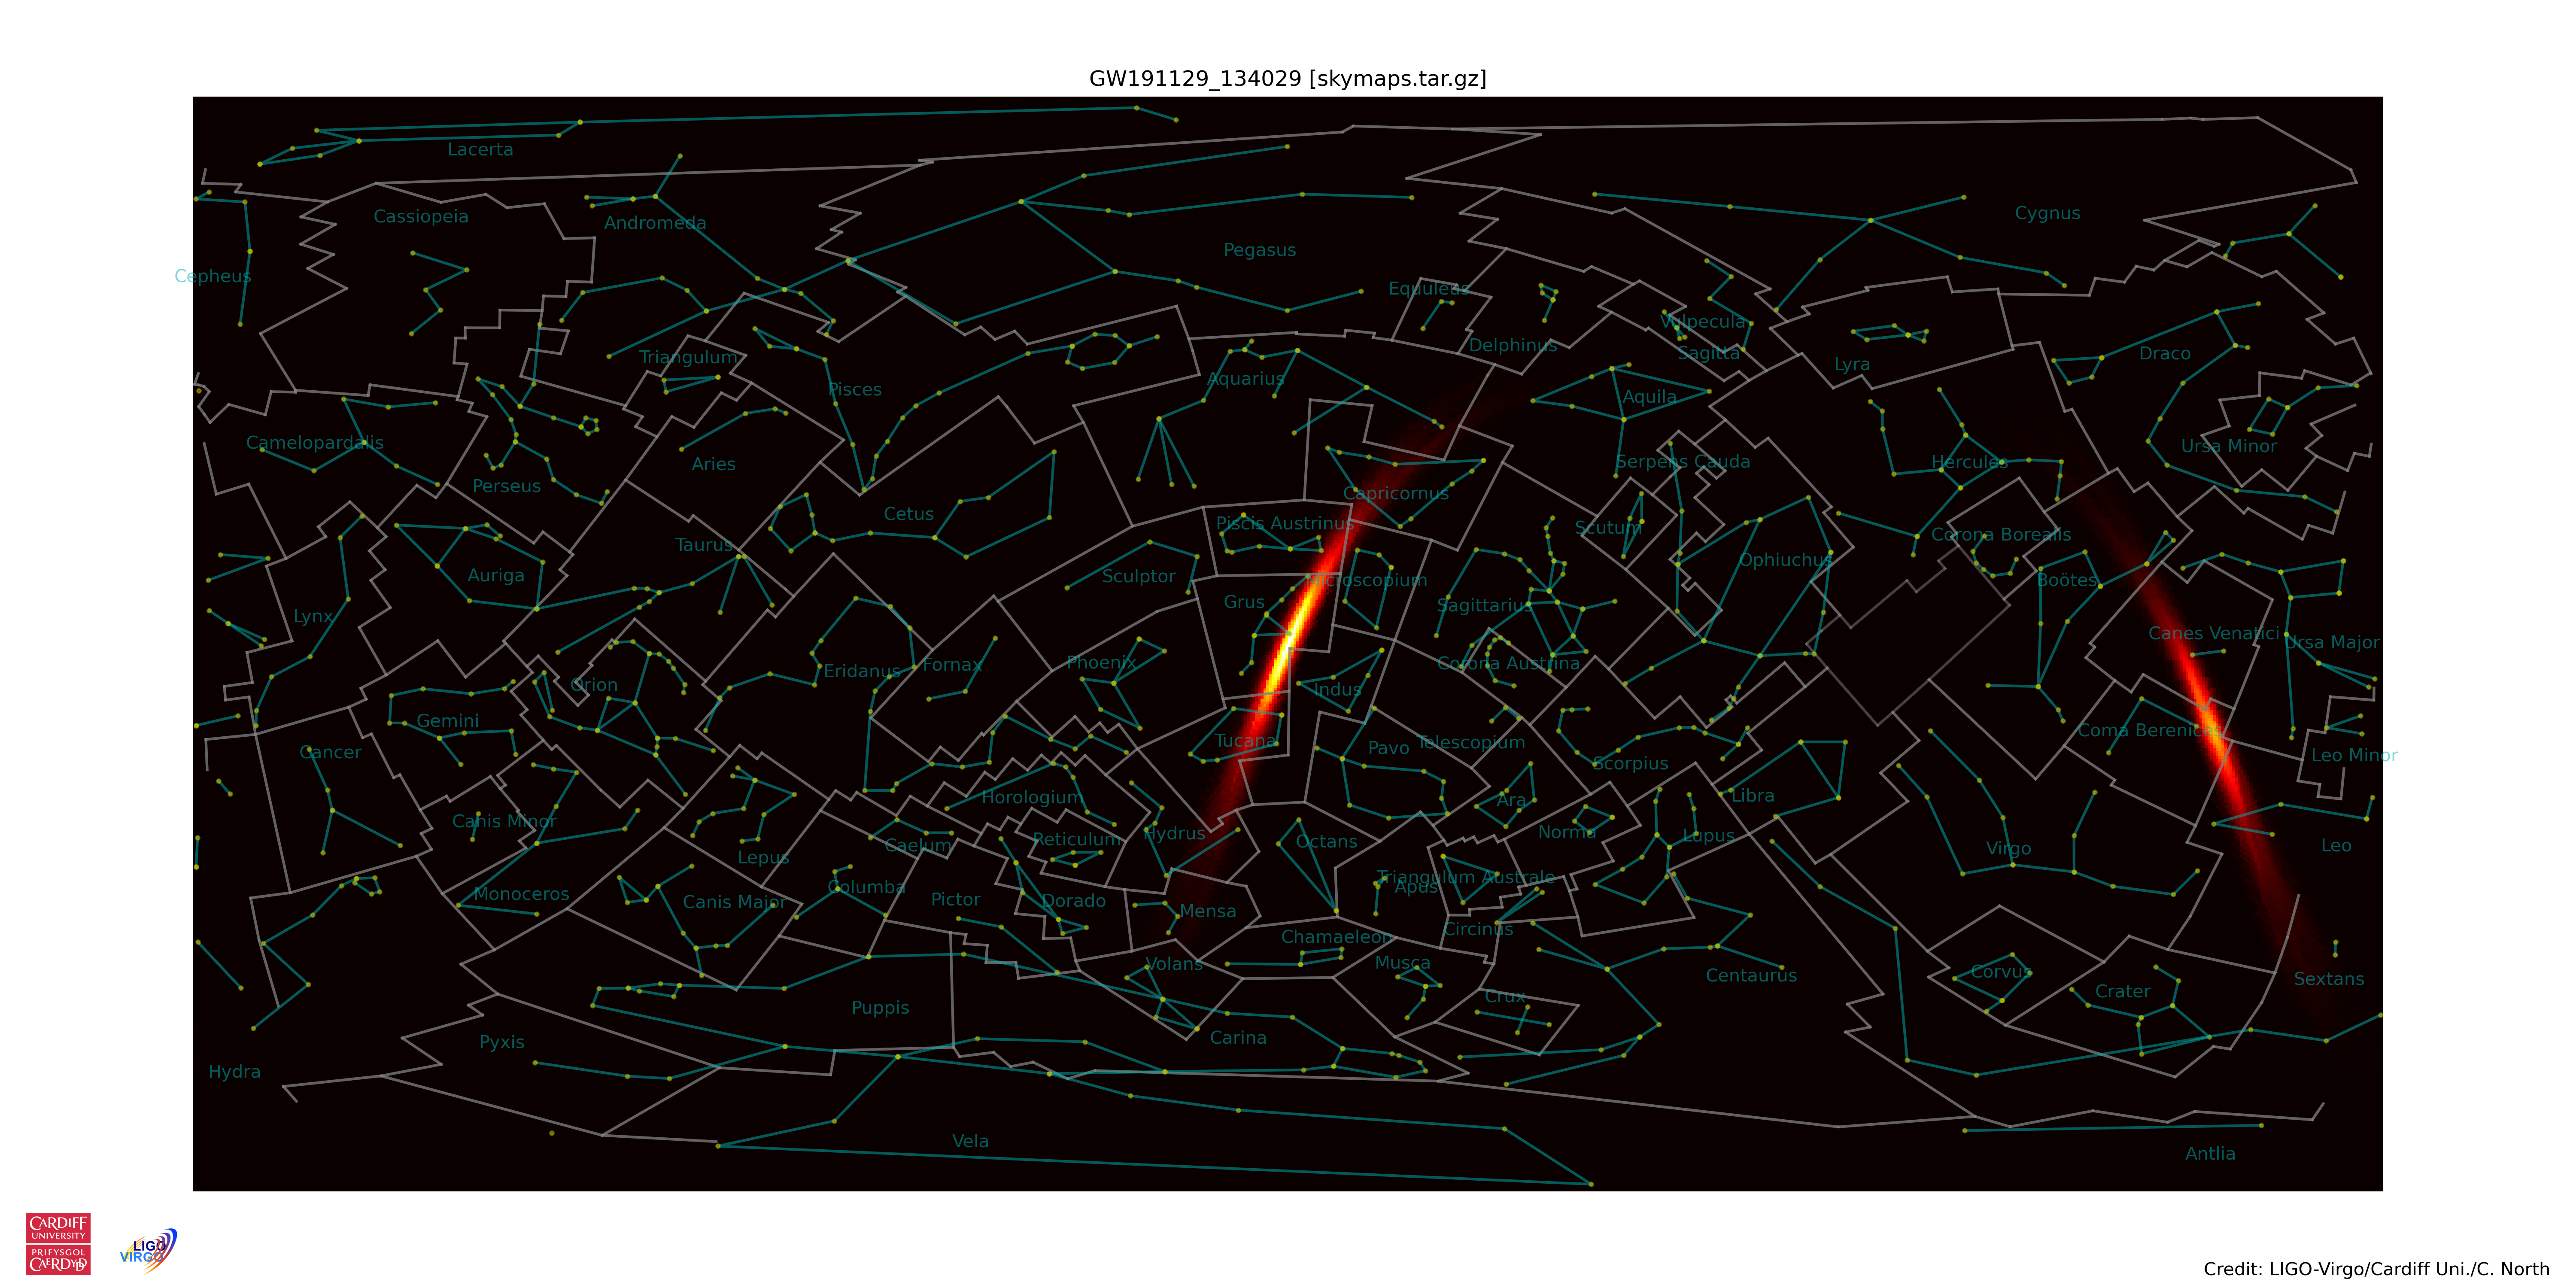 GW191129_134029 [skymaps.tar.gz]
Lacerta
Cassiopeia
Andromeda
Cygnus
Pegasus
Cepheus
Equuleus
Vulpecula
Delphinus
Sagitta
Draco
Triangulum
Lyra
Aquarius
Pisces
Aquila
Camelopardalis
Ursa Minor
Aries
Serpens Cauda
Hercules
Perseus
Capricornus
Cetus
Piscis Austrinus
Scutum
Corona Borealis
Taurus
Ophiuchus
Auriga
Sculptor
Microscopium
Boötes
Grus
Sagittarius
Lynx
Canes Venatici
Ursa Major
Phoenix
Corona Austrina
Fornax
Eridanus
Orion
Indus
Gemini
Coma Berenices
Tucana
Telescopium
Pavo
Cancer
Leo Minor
Scorpius
Horologium
Ara
Libra
Canis Minor
Norma
Hydrus
Lupus
Reticulum
Octans
Caelum
Leo
Virgo
Lepus
Triangulum Australe
Columba
Apus
Monoceros
Pictor
Dorado
Canis Major
Mensa
Circinus
Chamaeleon
Musca
Volans
Corvus
Centaurus
Sextans
Crater
Crux
Puppis
Carina
Pyxis
Hydra
Vela
Antlia
CARDIFF
UNIVERSITY
PRIFYSGOL
CAERDYDD
LIGO
VIRGO
Credit: LIGO-Virgo/Cardiff Uni./C. North